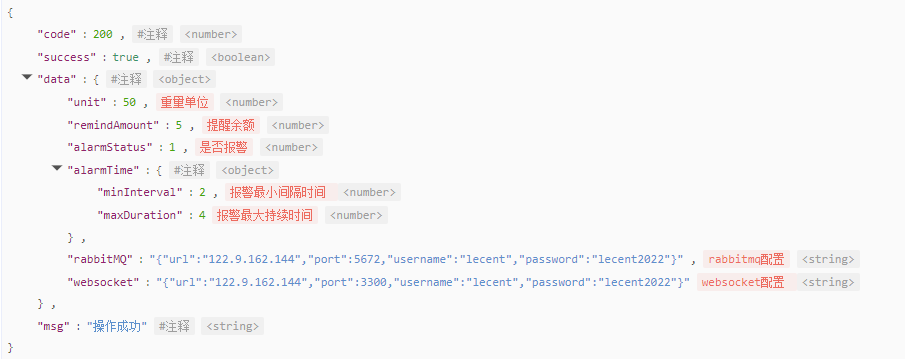 {
"code" : 200 , #注释 <number>
"success" : true , #注释 <boolean>
"data" : { #注释 <object>
"unit" : 50 , 重量单位 <number>
"remindAmount" : 5 , 提醒余额 <number>
"alarmStatus" : 1 , 是否报警 <number>
"alarmTime" : { #注释 <object>
"minInterval" : 2 , 报警最小间隔时间 <number>
"maxDuration" : 4 报警最大持续时间 <number>
} ,
"rabbitMQ" : "{"url":"122.9.162.144","port":5672,"username":"lecent","password":"lecent2022"}" , rabbitmq配置 <string>
"websocket" : "{"url":"122.9.162.144","port":3300,"username":"lecent","password":"lecent2022"}" websocket配置 <string>
} ,
"msg" : "操作成功" #注释 <string>
}